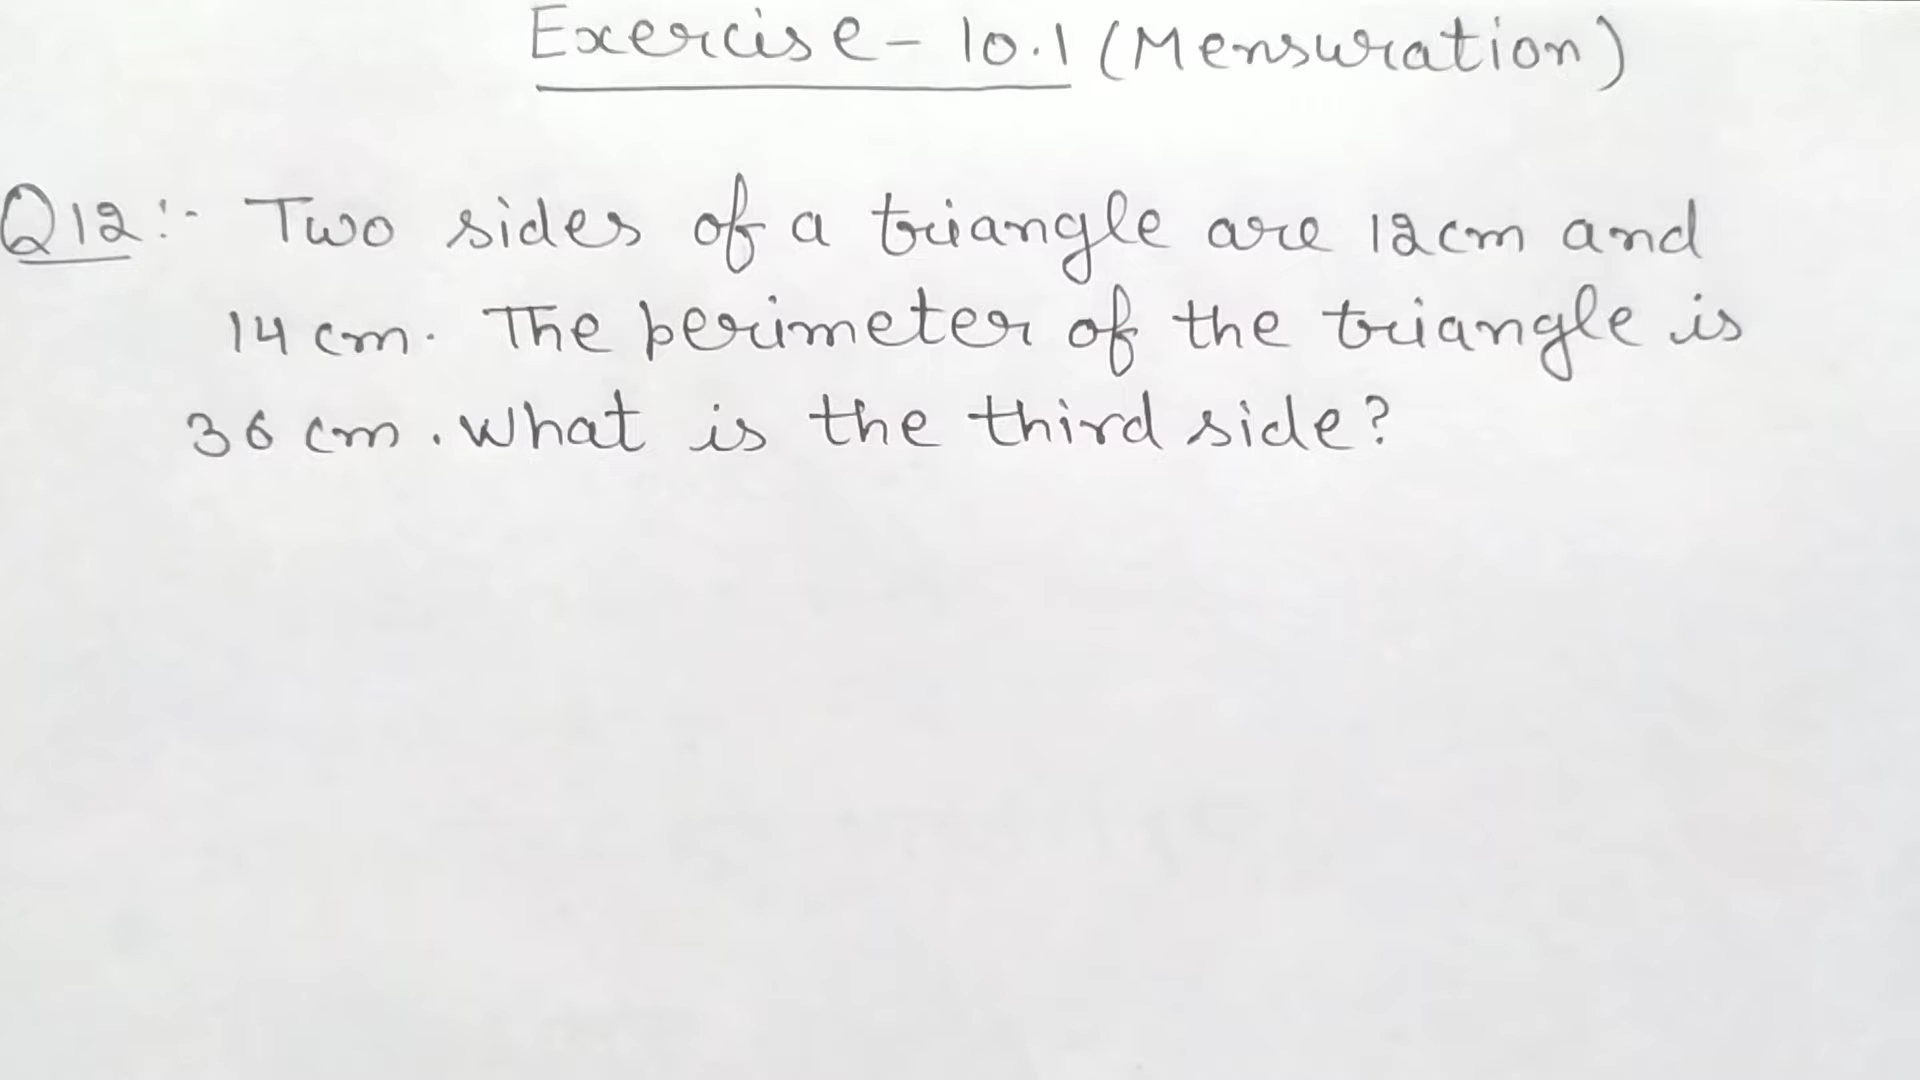 Exercise - 10.1 (Mensuration)
Q12:- Two sides of a triangle are 12cm and
14 cm. The perimeter of the triangle is
36 cm. What is the third side?